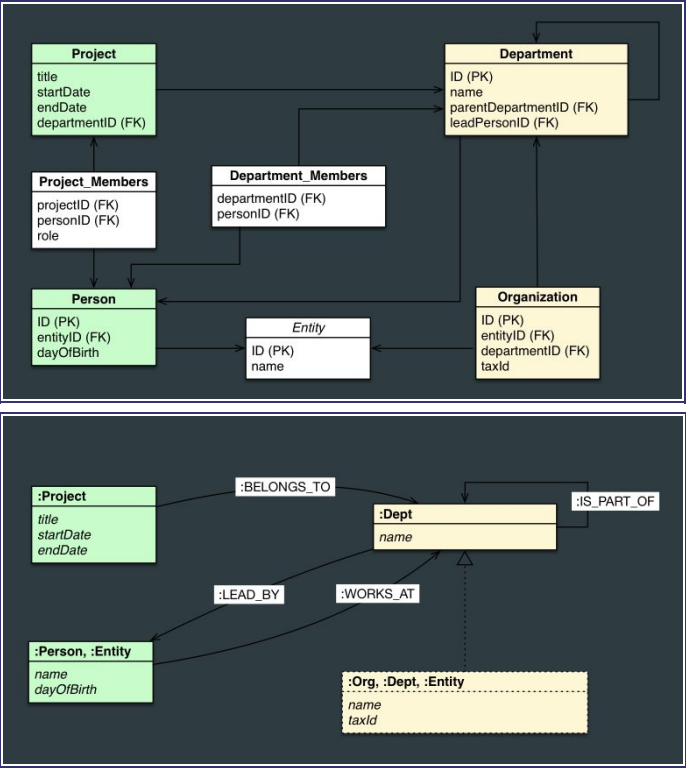 Project
title
startDate
endDate
departmentID (FK)
Department
ID (PK)
name
parentDepartmentID (FK)
leadPersonID (FK)
Project_Members
projectID (FK)
personID (FK)
role
Department_Members
departmentID (FK)
personID (FK)
Person
ID (PK)
entityID (FK)
dayOfBirth
Entity
ID (PK)
name
Organization
ID (PK)
entityID (FK)
departmentID (FK)
taxId
:Project
title
startDate
endDate
:BELONGS_TO
:Dept
name
:IS_PART_OF
:LEAD_BY
:WORKS_AT
:Person, :Entity
name
dayOfBirth
:Org, :Dept, :Entity
name
taxId